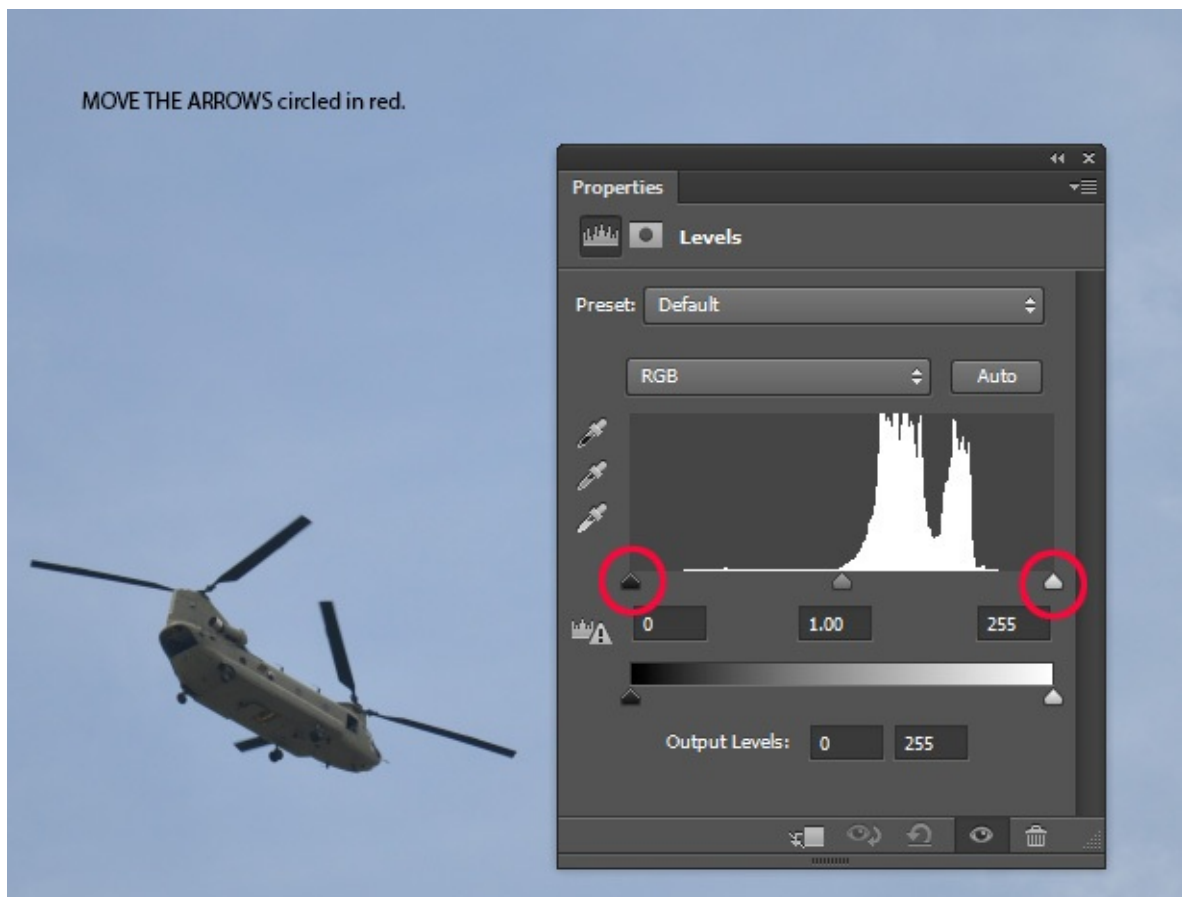 MOVE THE ARROWS circled in red.
Properties
Levels
Preset: Default
RGB Auto
0 1.00 255
Output Levels: 0 255